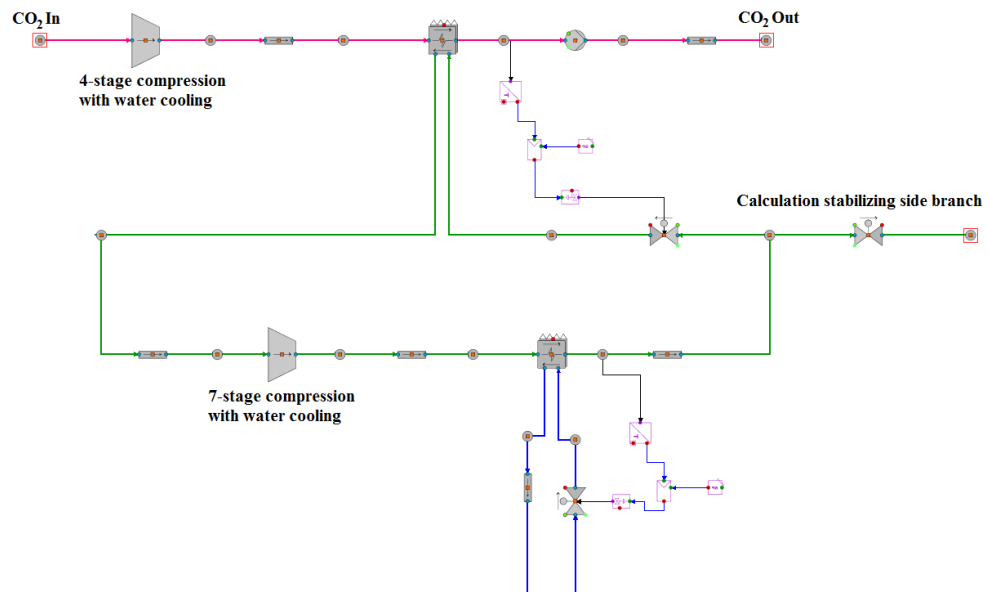 CO2 In
CO2 Out
4-stage compression
with water cooling
Calculation stabilizing side branch
7-stage compression
with water cooling